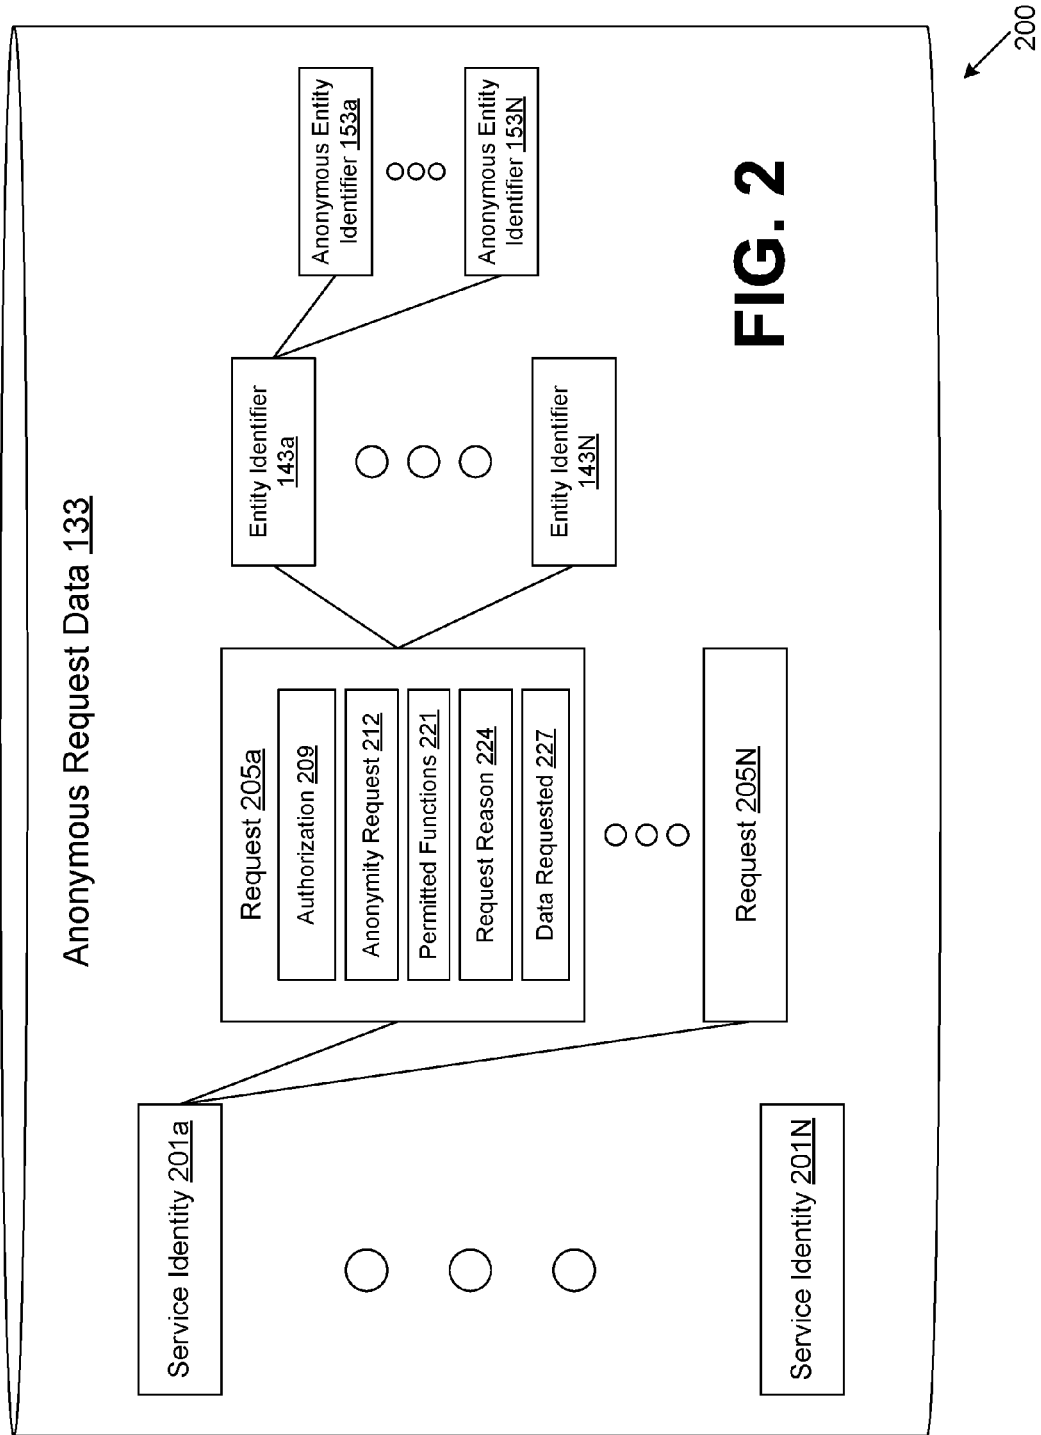 Anonymous Request Data 133
Service Identity 201a
Service Identity 201N
Request 205a
Authorization 209
Anonymity Request 212
Permitted Functions 221
Request Reason 224
Data Requested 227
Request 205N
Entity Identifier
143a
Entity Identifier
143N
Anonymous Entity
Identifier 153a
Anonymous Entity
Identifier 153N
FIG. 2
200